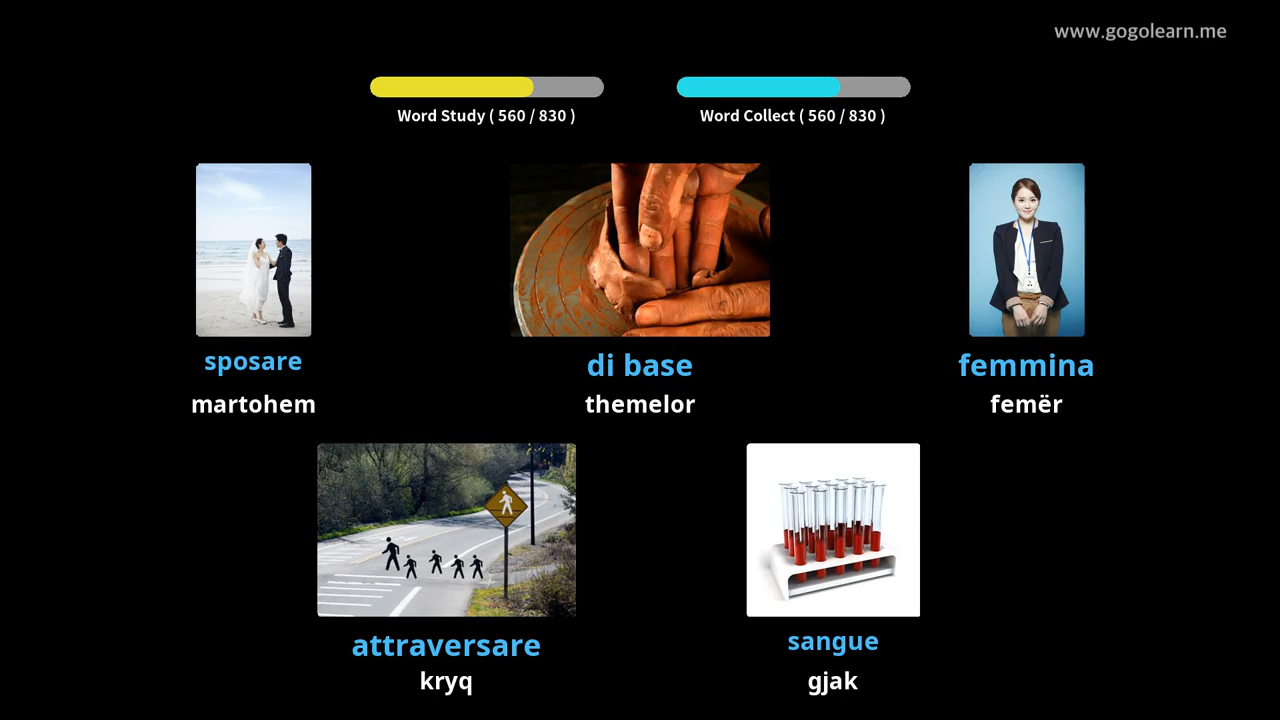 www.gogolearn.me
Word Study ( 560 / 830 )
Word Collect ( 560 / 830 )
sposare
martohem
di base
themelor
femmina
femër
attraversare
kryq
sangue
gjak